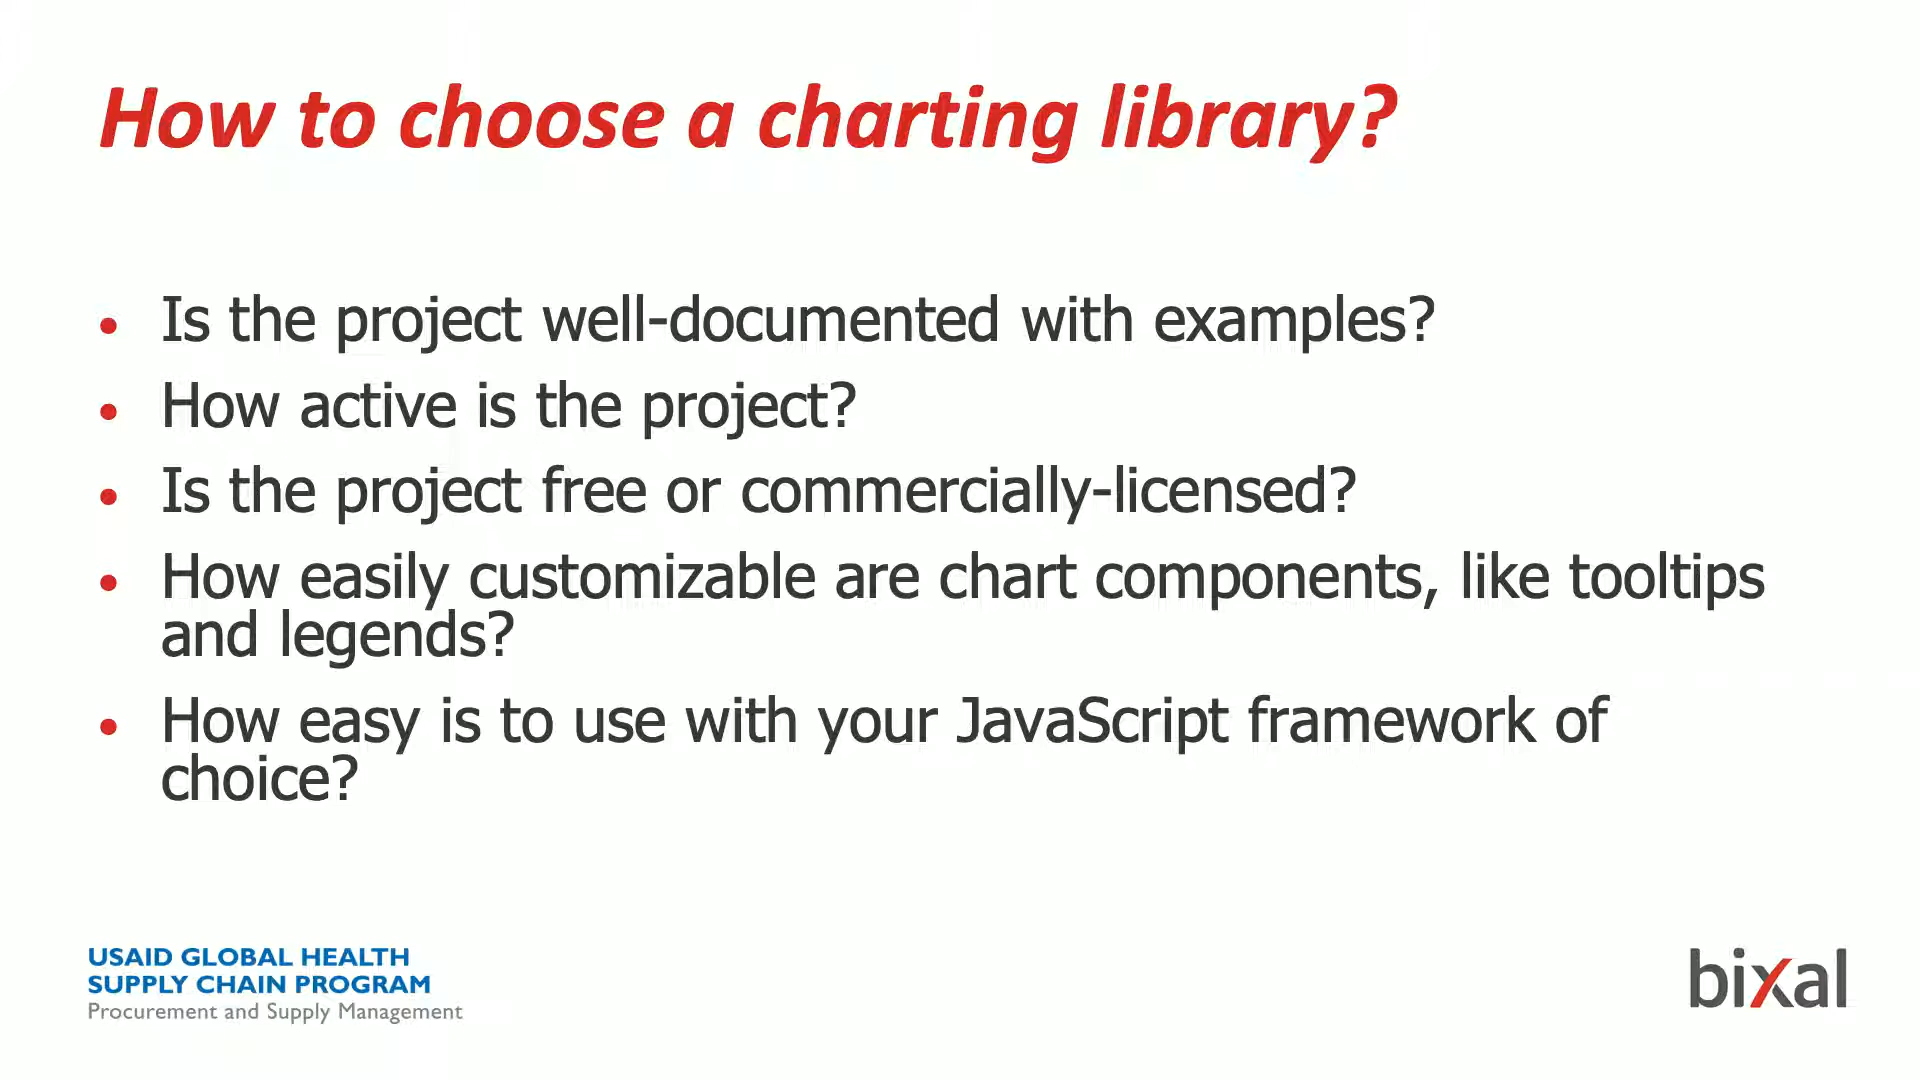 How to choose a charting library?
• Is the project well-documented with examples?
• How active is the project?
• Is the project free or commercially-licensed?
• How easily customizable are chart components, like tooltips
and legends?
• How easy is to use with your JavaScript framework of
choice?
USAID GLOBAL HEALTH
SUPPLY CHAIN PROGRAM
Procurement and Supply Management
bixal